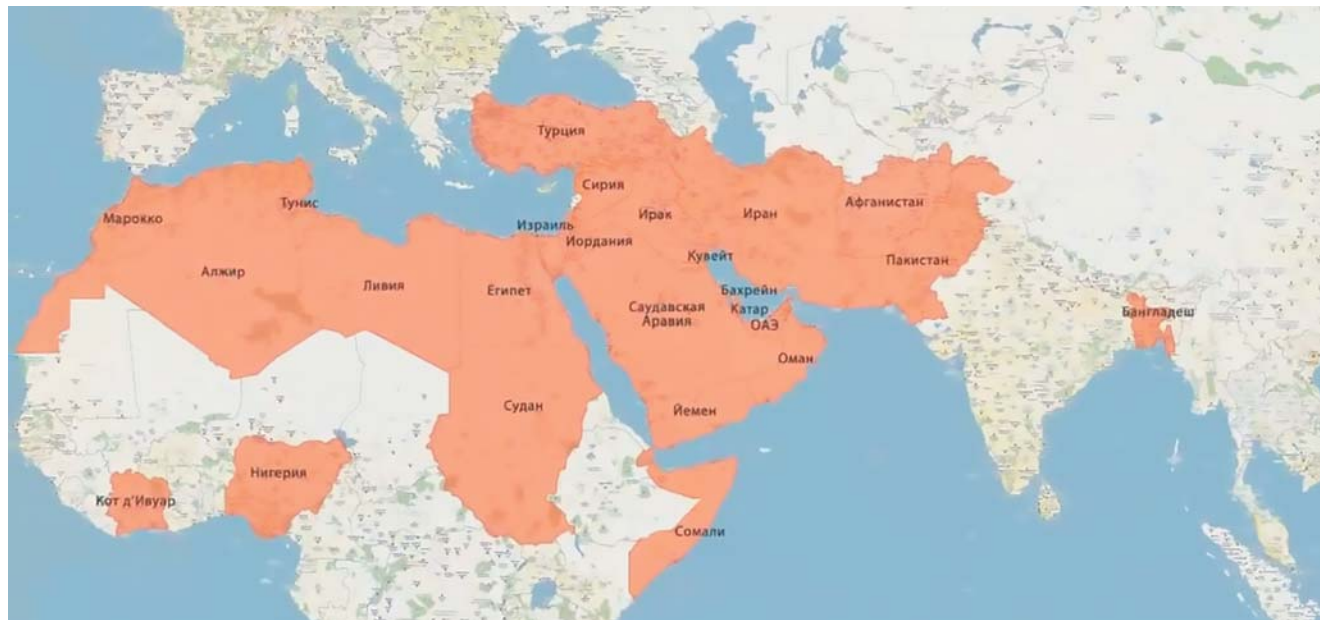 Турция
Сирия
Марокко
Тунис
Израиль
Ирак
Иран
Афганистан
Иордания
Кувейт
Пакистан
Алжир
Ливия
Египет
Бахрейн
Саудавская
Аравия
Катар
ОАЭ
Бангладеш
Оман
Судан
Йемен
Нигерия
Кот д'Ивуар
Сомали